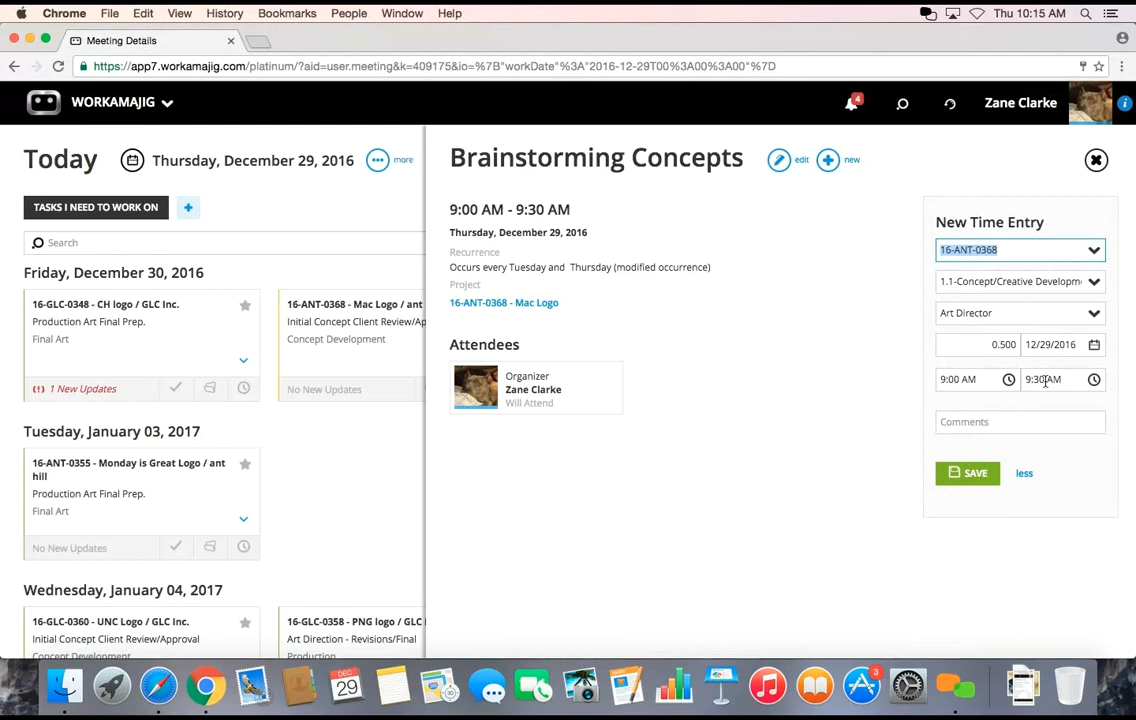 Chrome File Edit View History Bookmarks People Window Help Thu 10:15 AM
Meeting Details
https://app7.workamajig.com/platinum/?aid=user.meeting&k=409175&io=%7B"workDate"%3A"2016-12-29T00%3A00%3A00"%7D
WORKAMAJIG 4 Zane Clarke i
Today Thursday, December 29, 2016 more
TASKS I NEED TO WORK ON +
Search
Friday, December 30, 2016
16-GLC-0348 - CH logo / GLC Inc.
Production Art Final Prep.
Final Art
(!) 1 New Updates
16-ANT-0368 - Mac Logo / ant
Initial Concept Client Review/Ap
Concept Development
No New Updates
Tuesday, January 03, 2017
16-ANT-0355 - Monday is Great Logo / ant
hill
Production Art Final Prep.
Final Art
No New Updates
Wednesday, January 04, 2017
16-GLC-0360 - UNC Logo / GLC Inc.
Initial Concept Client Review/Approval
Concept Development
16-GLC-0358 - PNG logo / GLC
Art Direction - Revisions/Final
Production
Brainstorming Concepts edit new
9:00 AM - 9:30 AM
Thursday, December 29, 2016
Recurrence
Occurs every Tuesday and Thursday (modified occurrence)
Project
16-ANT-0368 - Mac Logo
Attendees
Organizer
Zane Clarke
Will Attend
New Time Entry
16-ANT-0368
1.1-Concept/Creative Developm
Art Director
0.500 12/29/2016
9:00 AM 9:30 AM
Comments
SAVE less
DEC
29
3